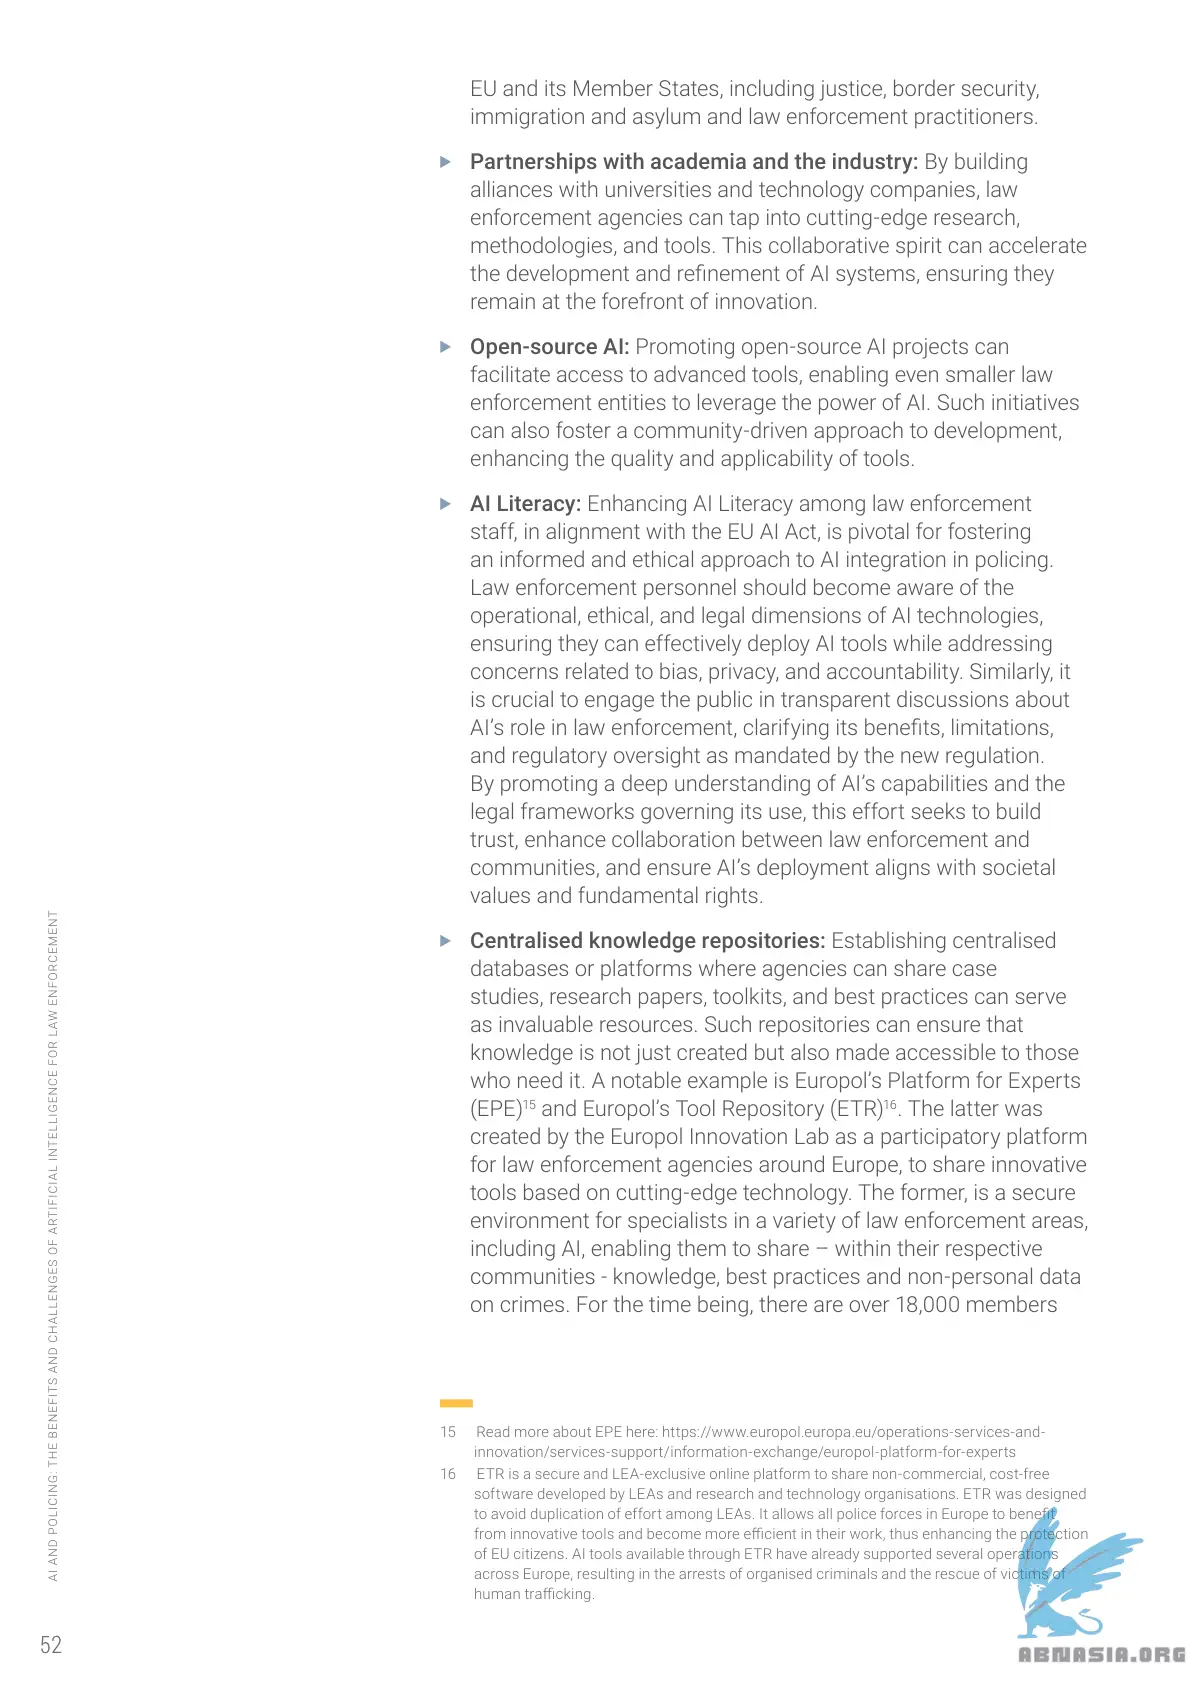 EU and its Member States, including justice, border security,
immigration and asylum and law enforcement practitioners.
Partnerships with academia and the industry: By building
alliances with universities and technology companies, law
enforcement agencies can tap into cutting-edge research,
methodologies, and tools. This collaborative spirit can accelerate
the development and refinement of AI systems, ensuring they
remain at the forefront of innovation.
Open-source AI: Promoting open-source AI projects can
facilitate access to advanced tools, enabling even smaller law
enforcement entities to leverage the power of AI. Such initiatives
can also foster a community-driven approach to development,
enhancing the quality and applicability of tools.
AI Literacy: Enhancing AI Literacy among law enforcement
staff, in alignment with the EU AI Act, is pivotal for fostering
an informed and ethical approach to AI integration in policing.
Law enforcement personnel should become aware of the
operational, ethical, and legal dimensions of AI technologies,
ensuring they can effectively deploy AI tools while addressing
concerns related to bias, privacy, and accountability. Similarly, it
is crucial to engage the public in transparent discussions about
AI’s role in law enforcement, clarifying its benefits, limitations,
and regulatory oversight as mandated by the new regulation.
By promoting a deep understanding of AI’s capabilities and the
legal frameworks governing its use, this effort seeks to build
trust, enhance collaboration between law enforcement and
communities, and ensure AI’s deployment aligns with societal
values and fundamental rights.
Centralised knowledge repositories: Establishing centralised
databases or platforms where agencies can share case
studies, research papers, toolkits, and best practices can serve
as invaluable resources. Such repositories can ensure that
knowledge is not just created but also made accessible to those
who need it. A notable example is Europol’s Platform for Experts
(EPE)15 and Europol’s Tool Repository (ETR)16. The latter was
created by the Europol Innovation Lab as a participatory platform
for law enforcement agencies around Europe, to share innovative
tools based on cutting-edge technology. The former, is a secure
environment for specialists in a variety of law enforcement areas,
including AI, enabling them to share – within their respective
communities - knowledge, best practices and non-personal data
on crimes. For the time being, there are over 18,000 members
15 Read more about EPE here: https://www.europol.europa.eu/operations-services-and-
innovation/services-support/information-exchange/europol-platform-for-experts
16 ETR is a secure and LEA-exclusive online platform to share non-commercial, cost-free
software developed by LEAs and research and technology organisations. ETR was designed
to avoid duplication of effort among LEAs. It allows all police forces in Europe to benefit
from innovative tools and become more efficient in their work, thus enhancing the protection
of EU citizens. AI tools available through ETR have already supported several operations
across Europe, resulting in the arrests of organised criminals and the rescue of victims of
human trafficking.
AI AND POLICING: THE BENEFITS AND CHALLENGES OF ARTIFICIAL INTELLIGENCE FOR LAW ENFORCEMENT
52
ABNASIA.ORG